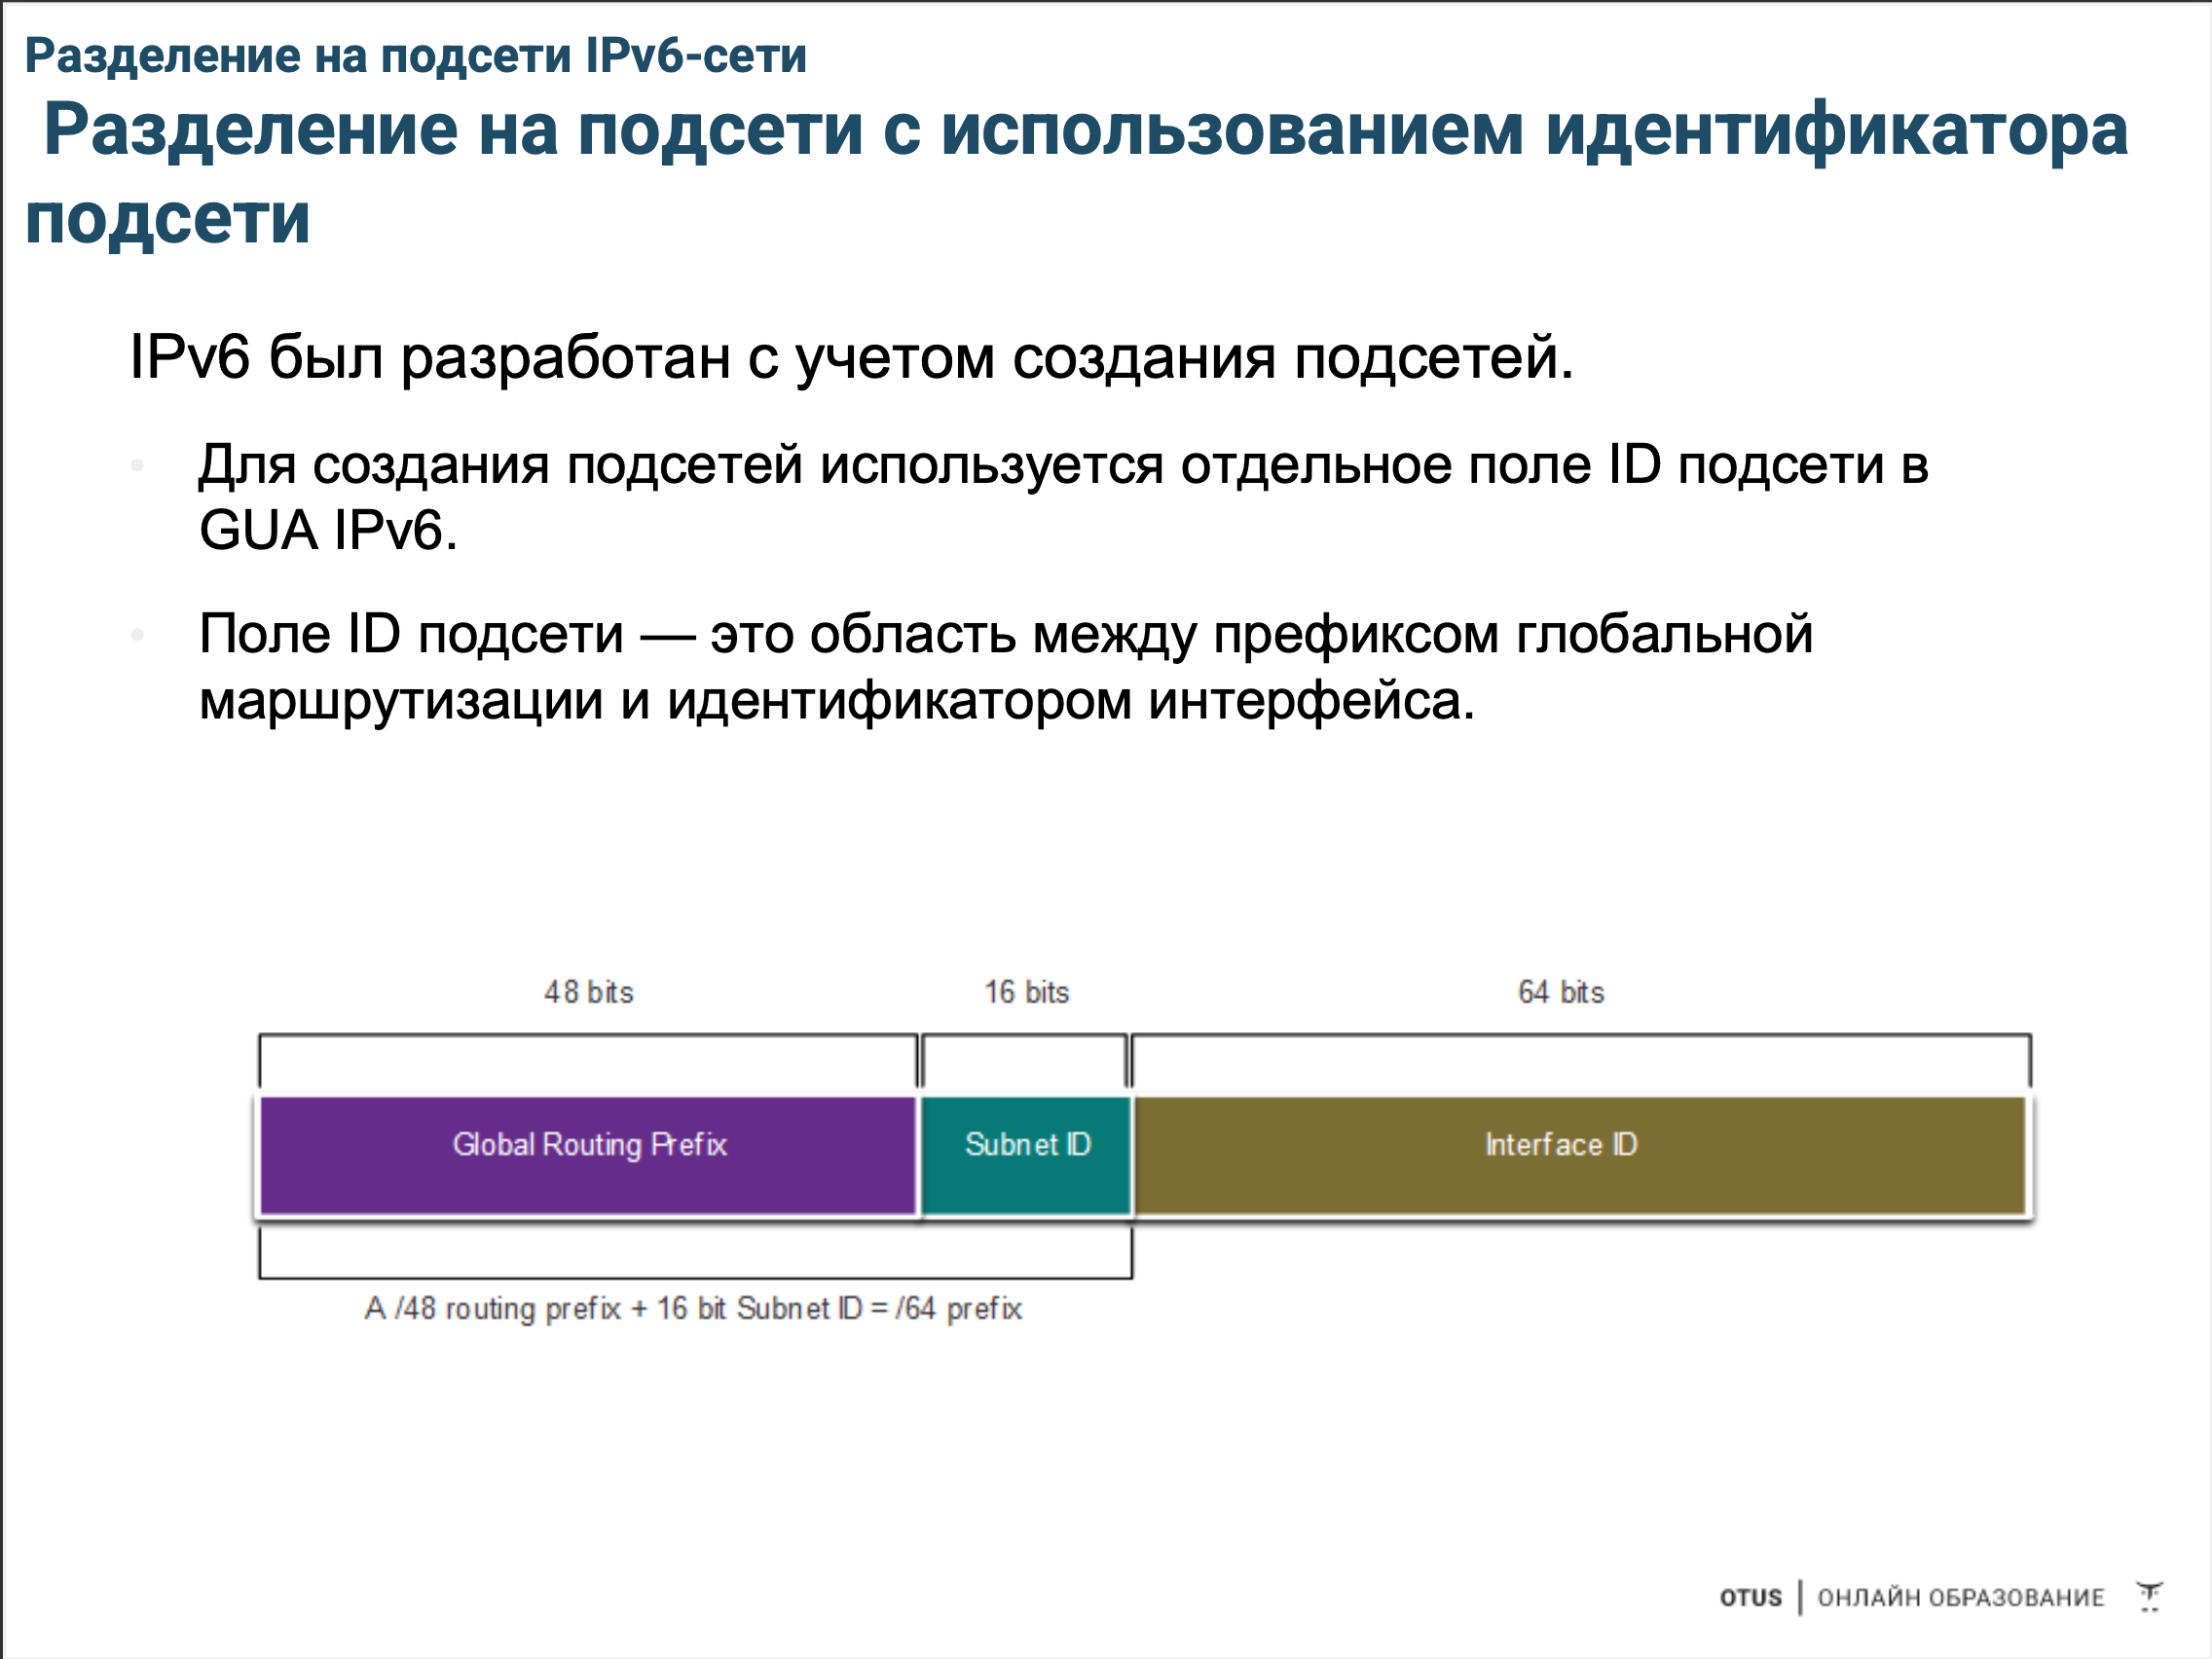 Разделение на подсети IPv6-сети
Разделение на подсети с использованием идентификатора
подсети
IPv6 был разработан с учетом создания подсетей.
Для создания подсетей используется отдельное поле ID подсети в
GUA IPv6.
Поле ID подсети — это область между префиксом глобальной
маршрутизации и идентификатором интерфейса.
48 bits
16 bits
64 bits
Global Routing Prefix
Subnet ID
Interface ID
A /48 routing prefix + 16 bit Subnet ID = /64 prefix
OTUS | ОНЛАЙН ОБРАЗОВАНИЕ